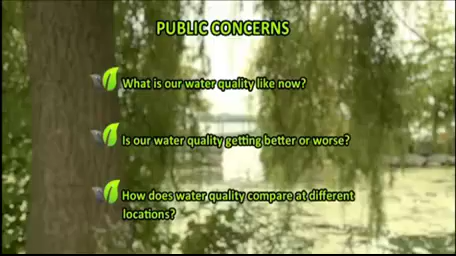 PUBLIC CONCERNS
What is our water quality like now?
Is our water quality getting better or worse?
How does water quality compare at different
locations?